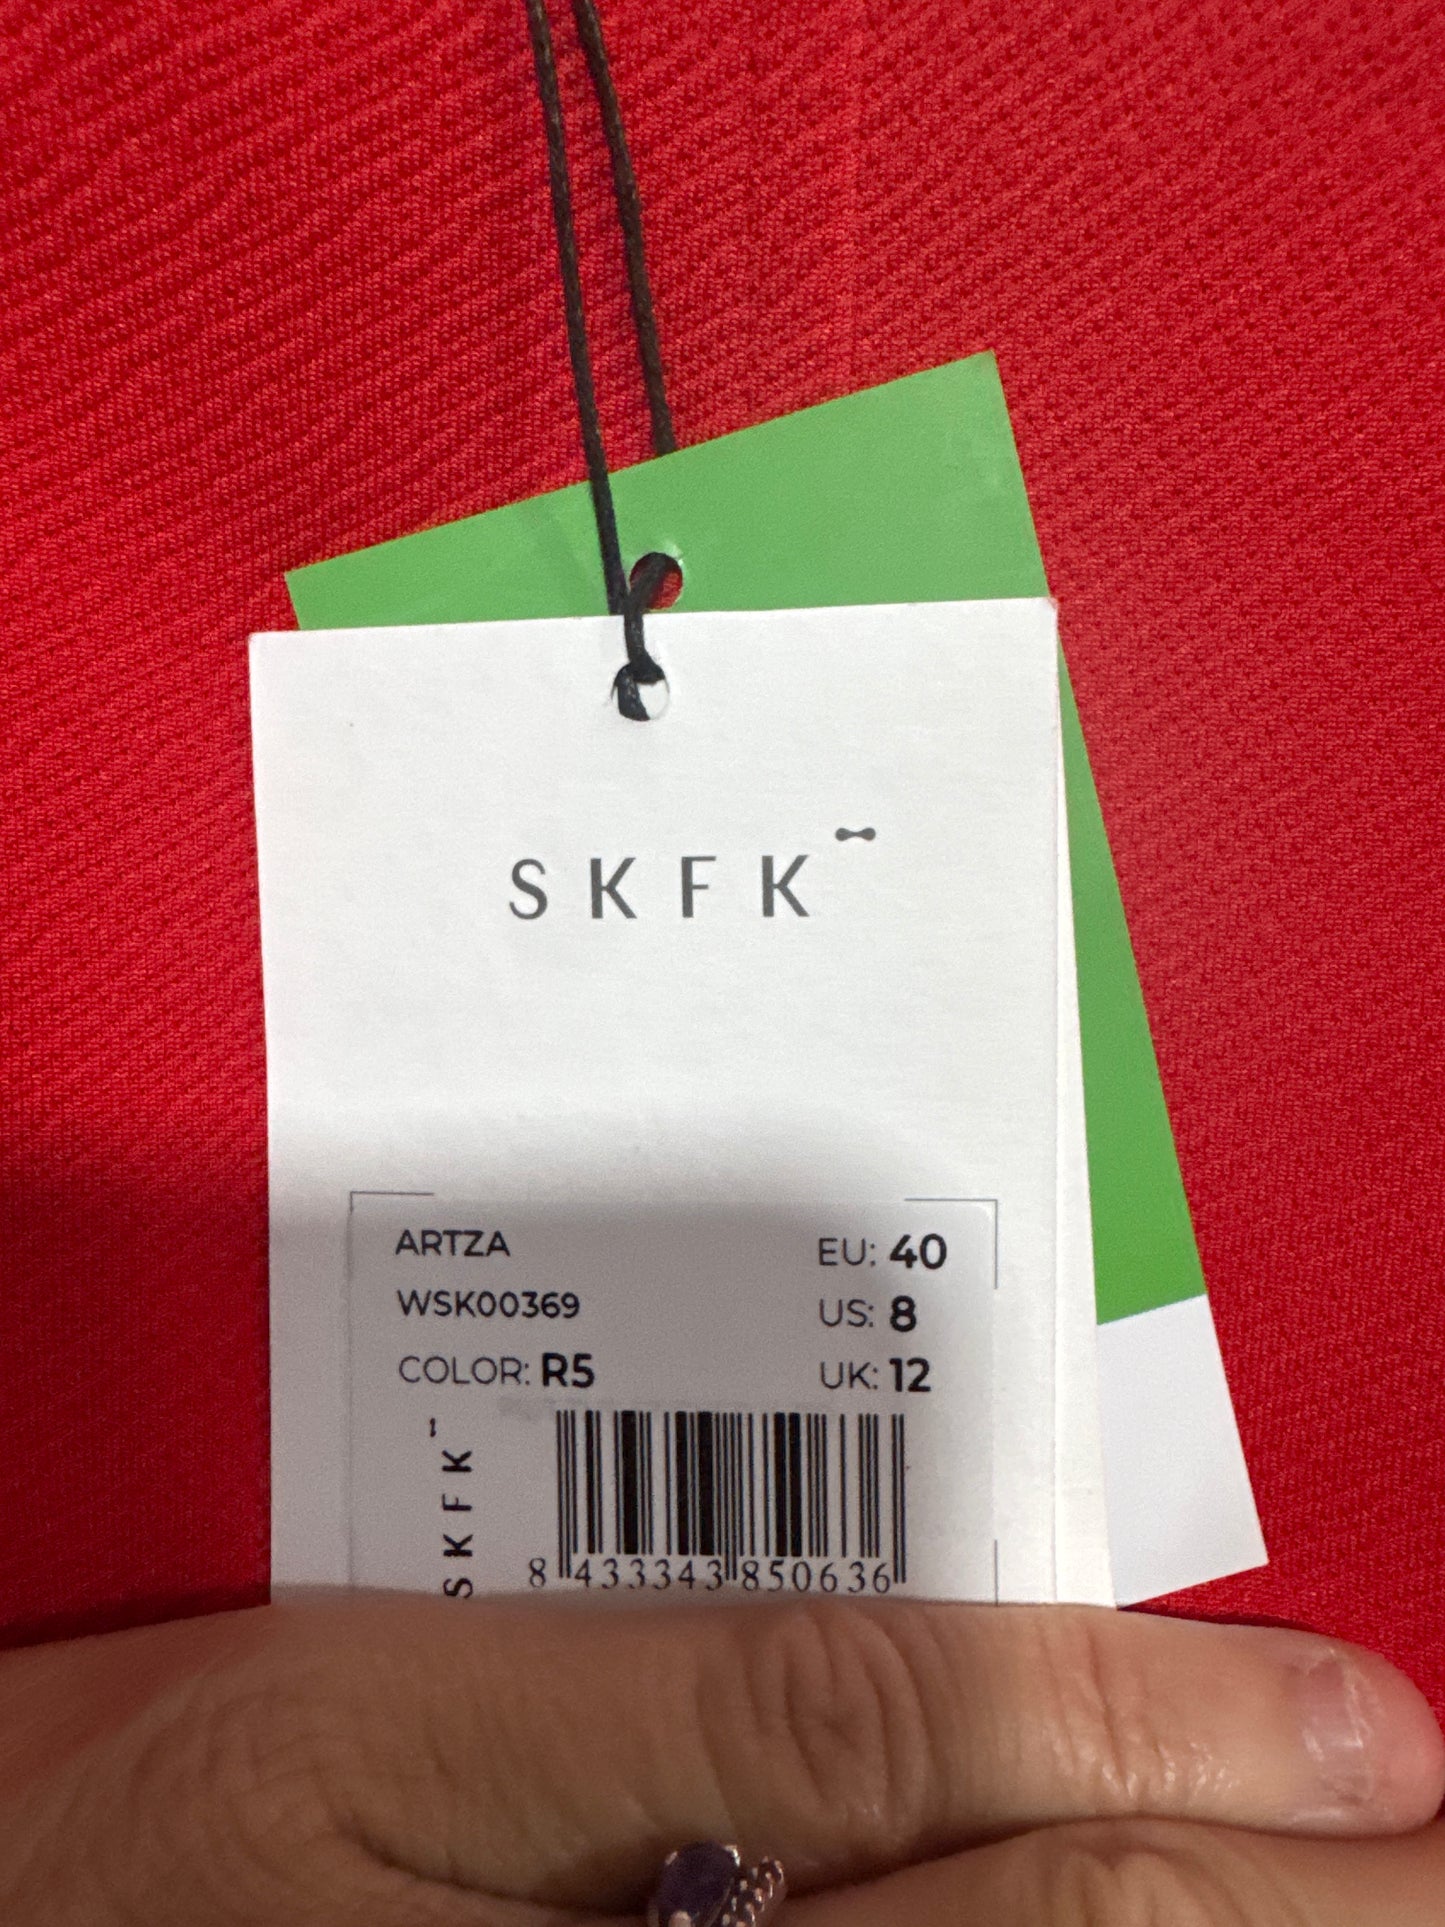 SKFK
ARTZA
EU: 40
WSK00369
US: 8
COLOR: R5
UK: 12
SKFK
8 433343 850636